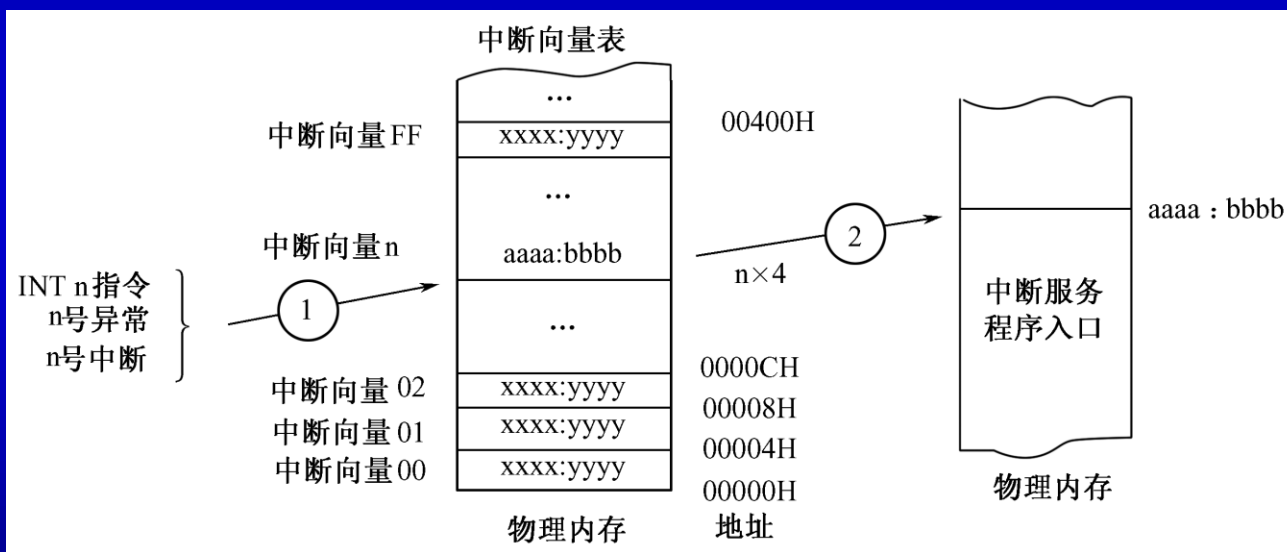 中断向量表
...
中断向量FF
xxxx:yyyy
00400H
...
中断向量n
aaaa:bbbb
n×4
aaaa : bbbb
INT n指令
n号异常
n号中断
1
2
...
中断服务
程序入口
0000CH
中断向量02
xxxx:yyyy
00008H
中断向量01
xxxx:yyyy
00004H
中断向量00
xxxx:yyyy
00000H
物理内存
地址
物理内存